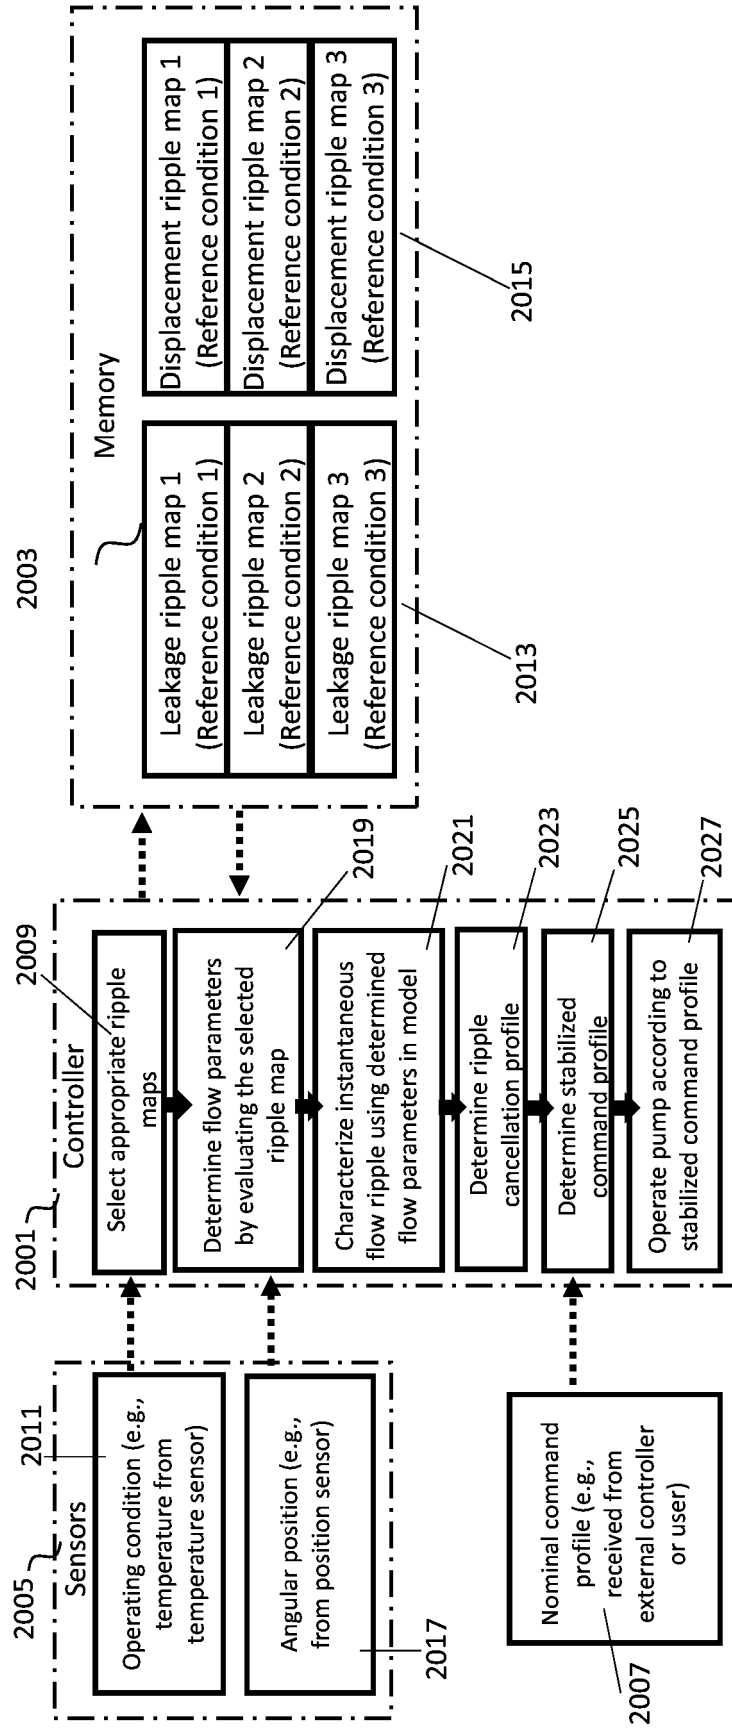 2005
Sensors
2011
Operating condition (e.g.,
temperature from
temperature sensor)
Angular position (e.g.,
from position sensor)
2017
Nominal command
profile (e.g.,
received from
external controller
or user)
2007
2001
Controller
2009
Select appropriate ripple
maps
Determine flow parameters
by evaluating the selected
ripple map
2019
Characterize instantaneous
flow ripple using determined
flow parameters in model
2021
Determine ripple
cancellation profile
2023
Determine stabilized
command profile
2025
Operate pump according to
stabilized command profile
2027
2003
Memory
Leakage ripple map 1
(Reference condition 1)
Leakage ripple map 2
(Reference condition 2)
Leakage ripple map 3
(Reference condition 3)
2013
Displacement ripple map 1
(Reference condition 1)
Displacement ripple map 2
(Reference condition 2)
Displacement ripple map 3
(Reference condition 3)
2015